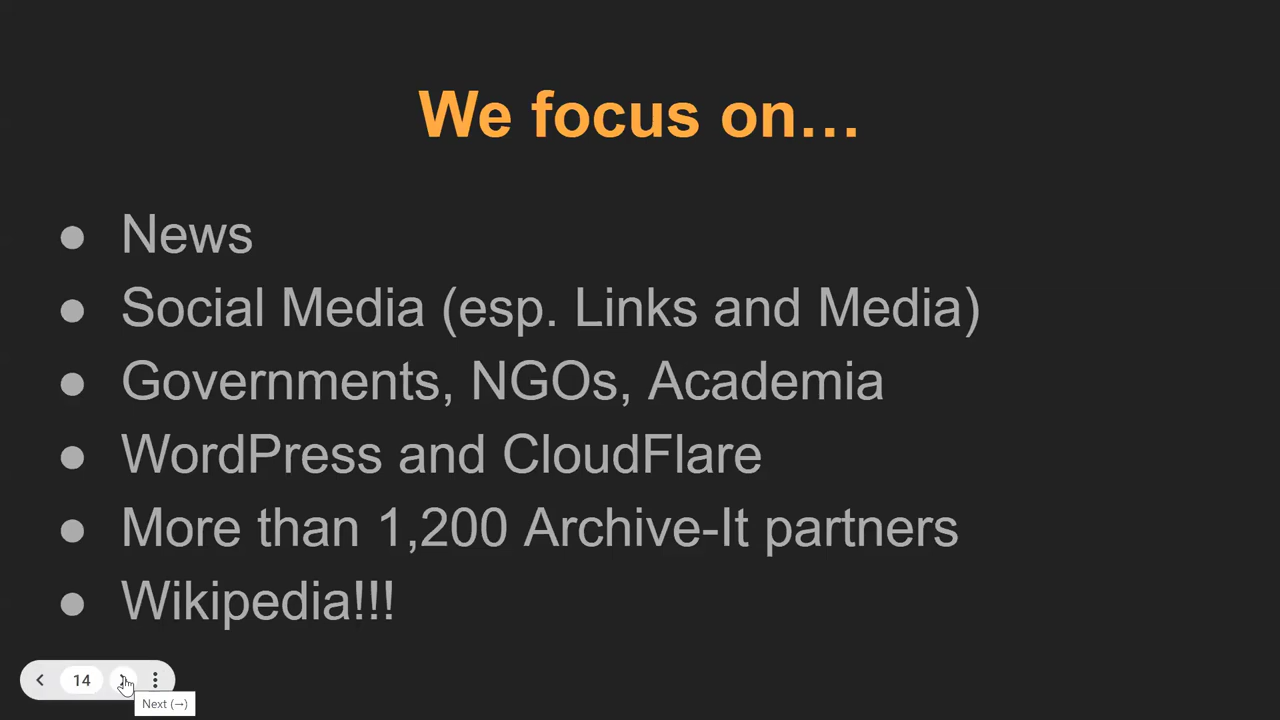 We focus on…
● News
● Social Media (esp. Links and Media)
● Governments, NGOs, Academia
● WordPress and CloudFlare
● More than 1,200 Archive-It partners
● Wikipedia!!!
14
Next (→)